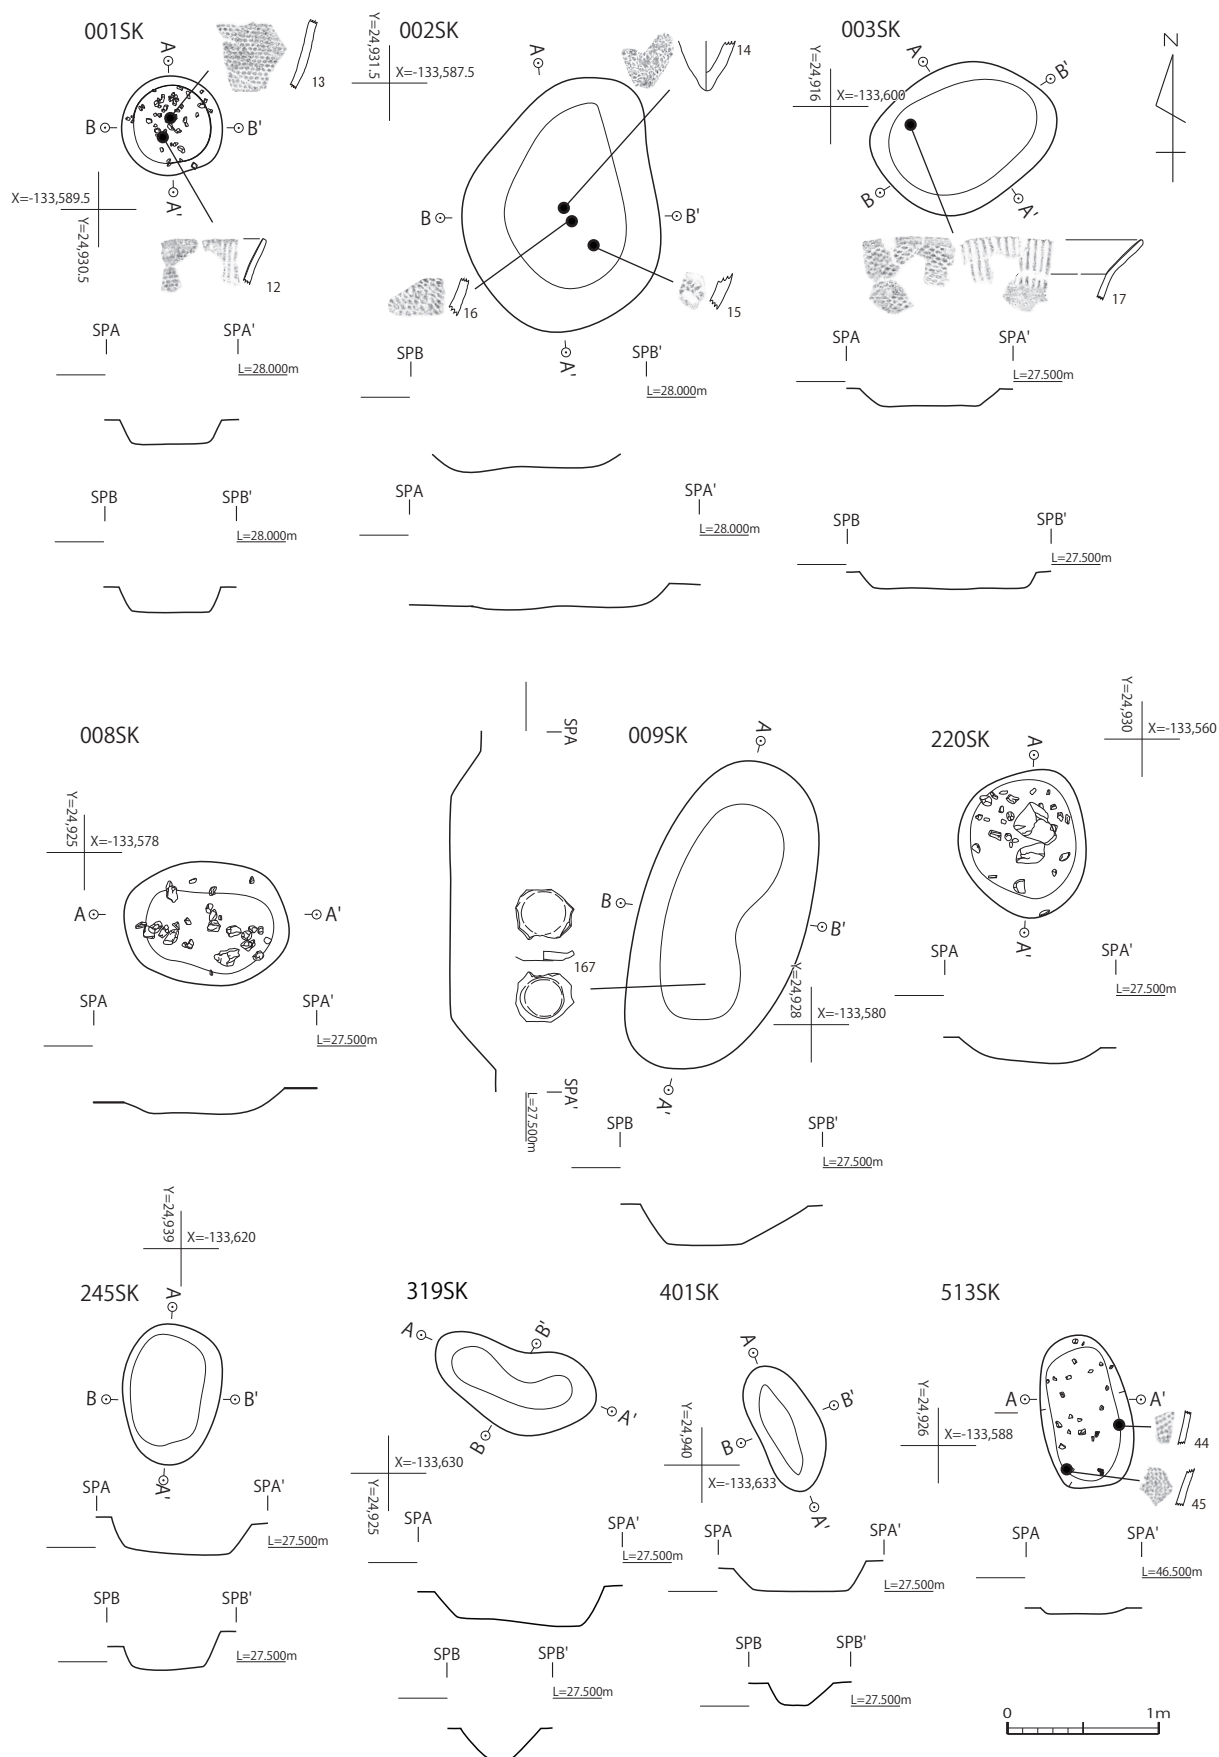 001SK
A
13
B
B'
A'
X=-133,589.5
Y=24,930.5
12
SPA
SPA'
L=28.000m
SPB
SPB'
L=28.000m
002SK
Y=24,931.5
X=-133,587.5
A
14
B
B'
16
15
A'
SPB
SPB'
L=28.000m
SPA
SPA'
L=28.000m
003SK
Y=24,916
X=-133,600
A
B'
B
A'
17
SPA
SPA'
L=27.500m
SPB
SPB'
L=27.500m
N
008SK
Y=24,925
X=-133,578
A
A'
SPA
SPA'
L=27.500m
009SK
SPA
A
B
B'
167
Y=24,928
X=-133,580
SPA'
L=27.500m
A'
SPB
SPB'
L=27.500m
220SK
Y=24,930
X=-133,560
A
A'
SPA
SPA'
L=27.500m
245SK
Y=24,939
X=-133,620
A
B
B'
A'
SPA
SPA'
L=27.500m
SPB
SPB'
L=27.500m
319SK
A
B'
A'
B
X=-133,630
Y=24,925
SPA
SPA'
L=27.500m
SPB
SPB'
L=27.500m
401SK
A
B'
B
Y=24,940
X=-133,633
A'
SPA
SPA'
L=27.500m
SPB
SPB'
L=27.500m
513SK
A
A'
Y=24,926
X=-133,588
44
45
SPA
SPA'
L=46.500m
0
1m